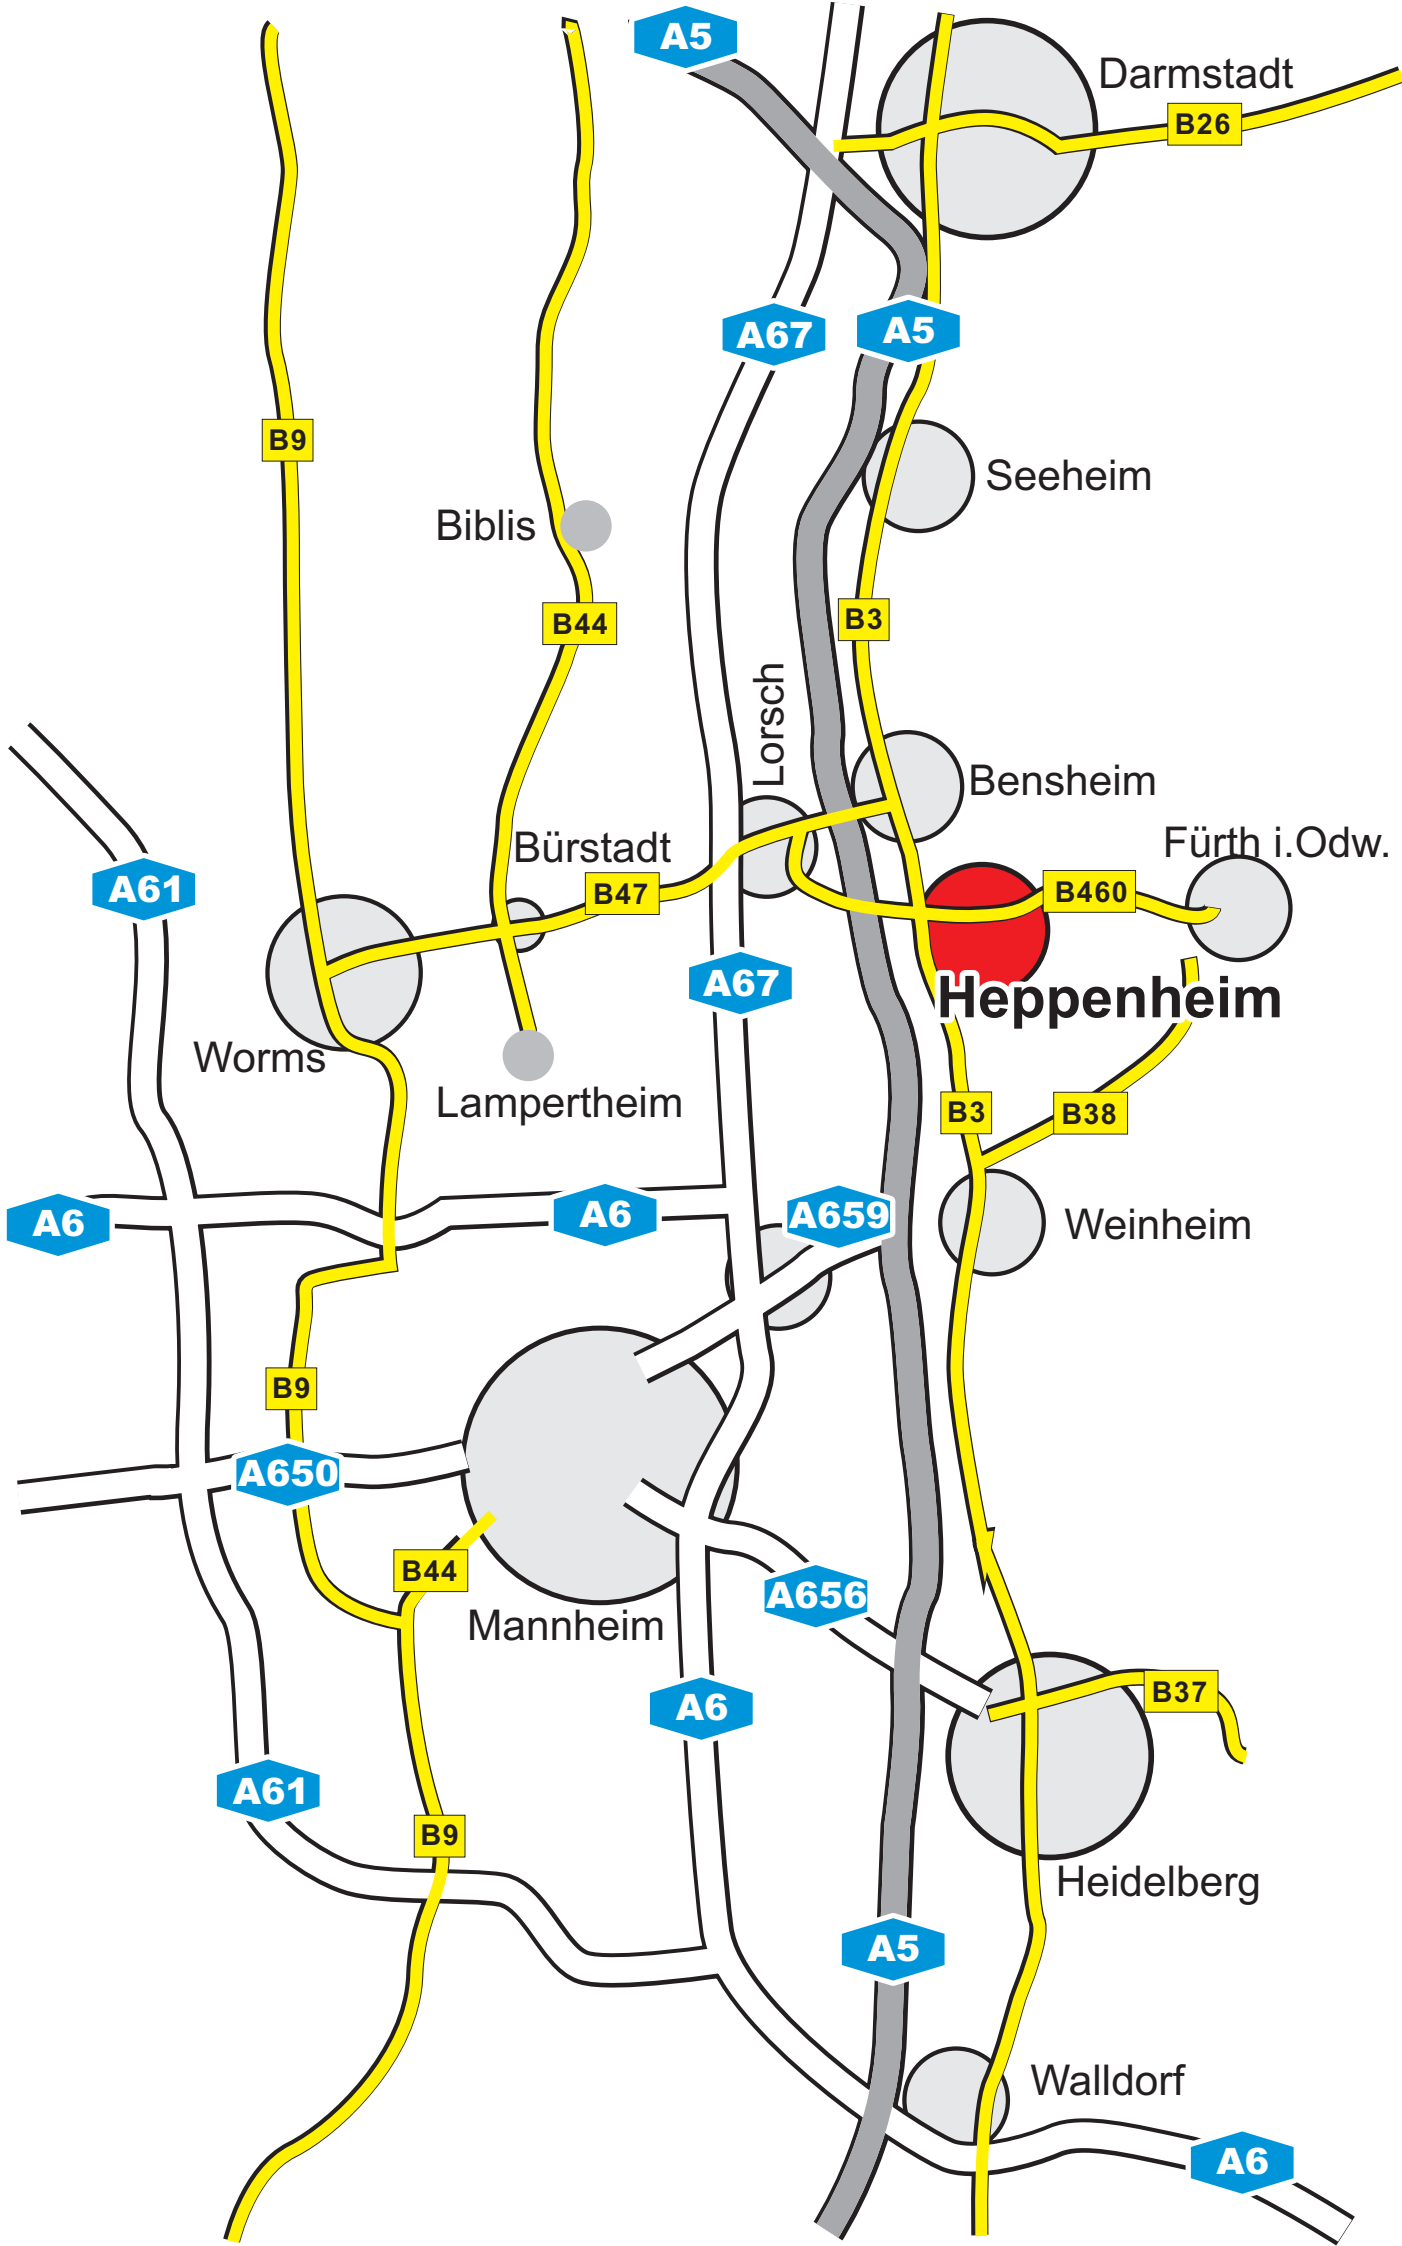 A5
Darmstadt
B26
A67
A5
B9
Seeheim
Biblis
B44
B3
Lorsch
Bensheim
Bürstadt
Fürth i.Odw.
A61
B47
B460
A67
Heppenheim
Worms
Lampertheim
B3
B38
A6
A6
A659
Weinheim
B9
A650
B44
A656
Mannheim
A6
B37
A61
B9
Heidelberg
A5
Walldorf
A6